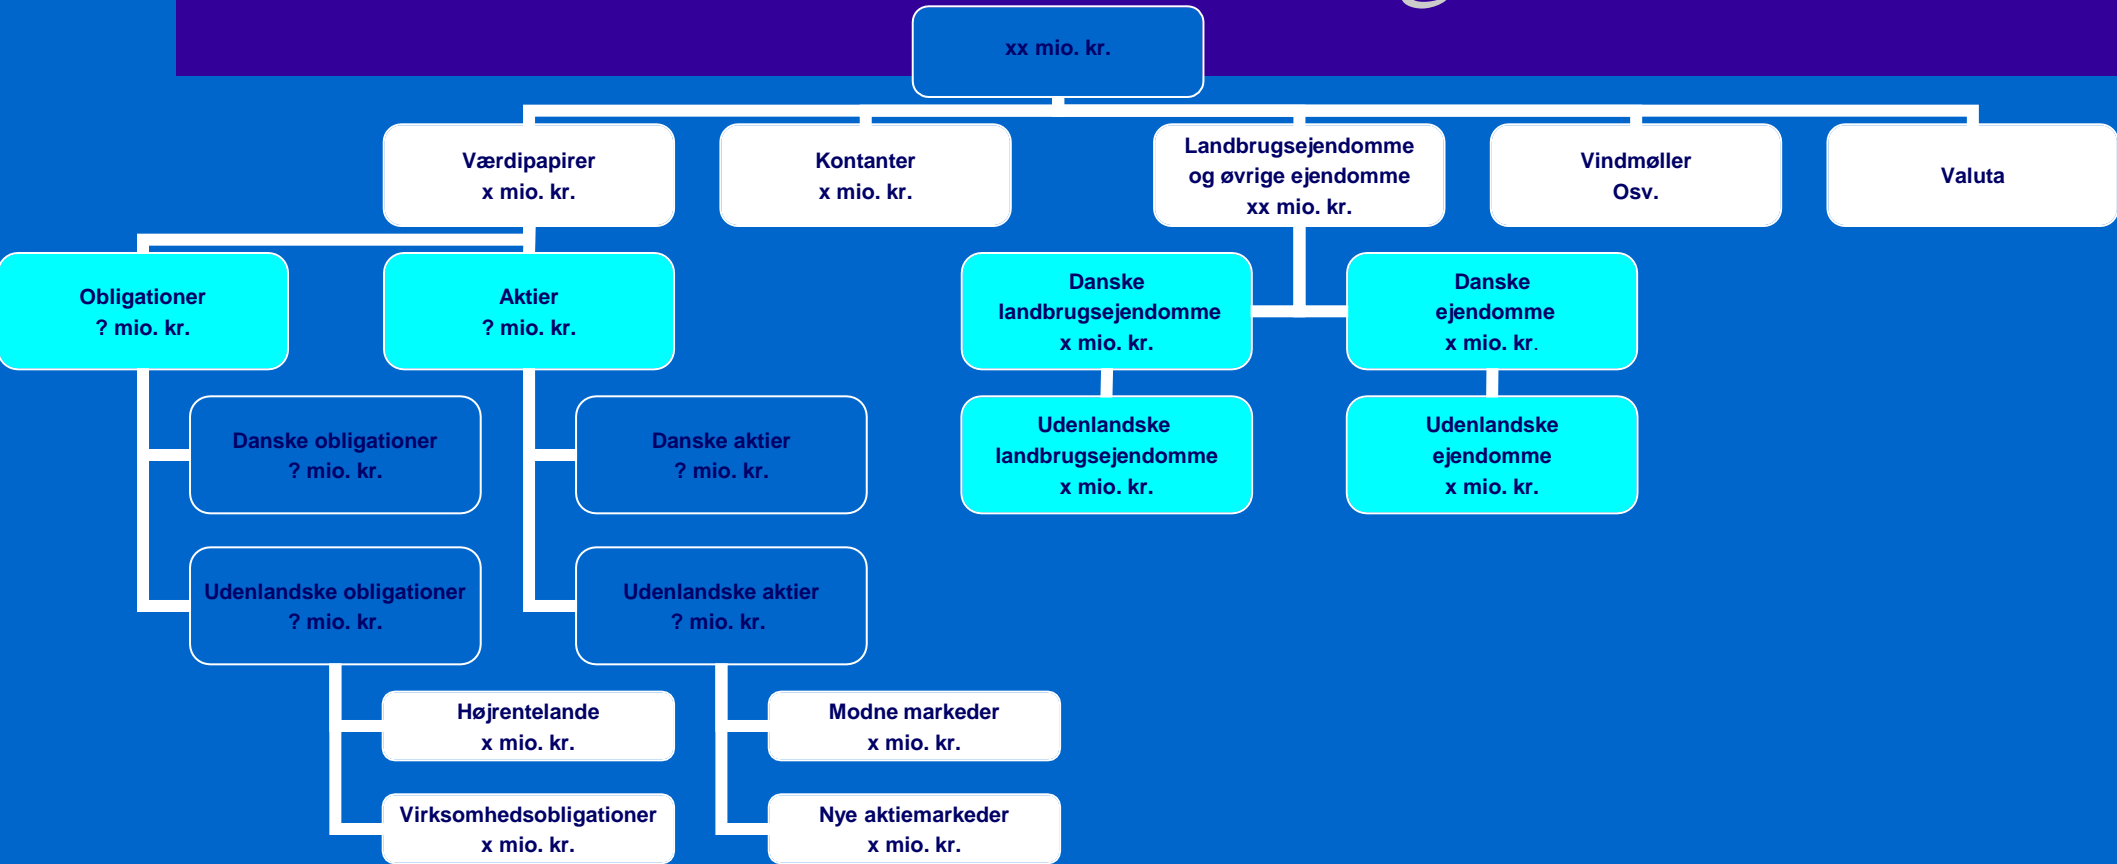 xx mio. kr.
Værdipapirer
x mio. kr.
Kontanter
x mio. kr.
Landbrugsejendomme
og øvrige ejendomme
xx mio. kr.
Vindmøller
Osv.
Valuta
Obligationer
? mio. kr.
Aktier
? mio. kr.
Danske
landbrugsejendomme
x mio. kr.
Danske
ejendomme
x mio. kr.
Danske obligationer
? mio. kr.
Danske aktier
? mio. kr.
Udenlandske
landbrugsejendomme
x mio. kr.
Udenlandske
ejendomme
x mio. kr.
Udenlandske obligationer
? mio. kr.
Udenlandske aktier
? mio. kr.
Højrentelande
x mio. kr.
Modne markeder
x mio. kr.
Virksomhedsobligationer
x mio. kr.
Nye aktiemarkeder
x mio. kr.